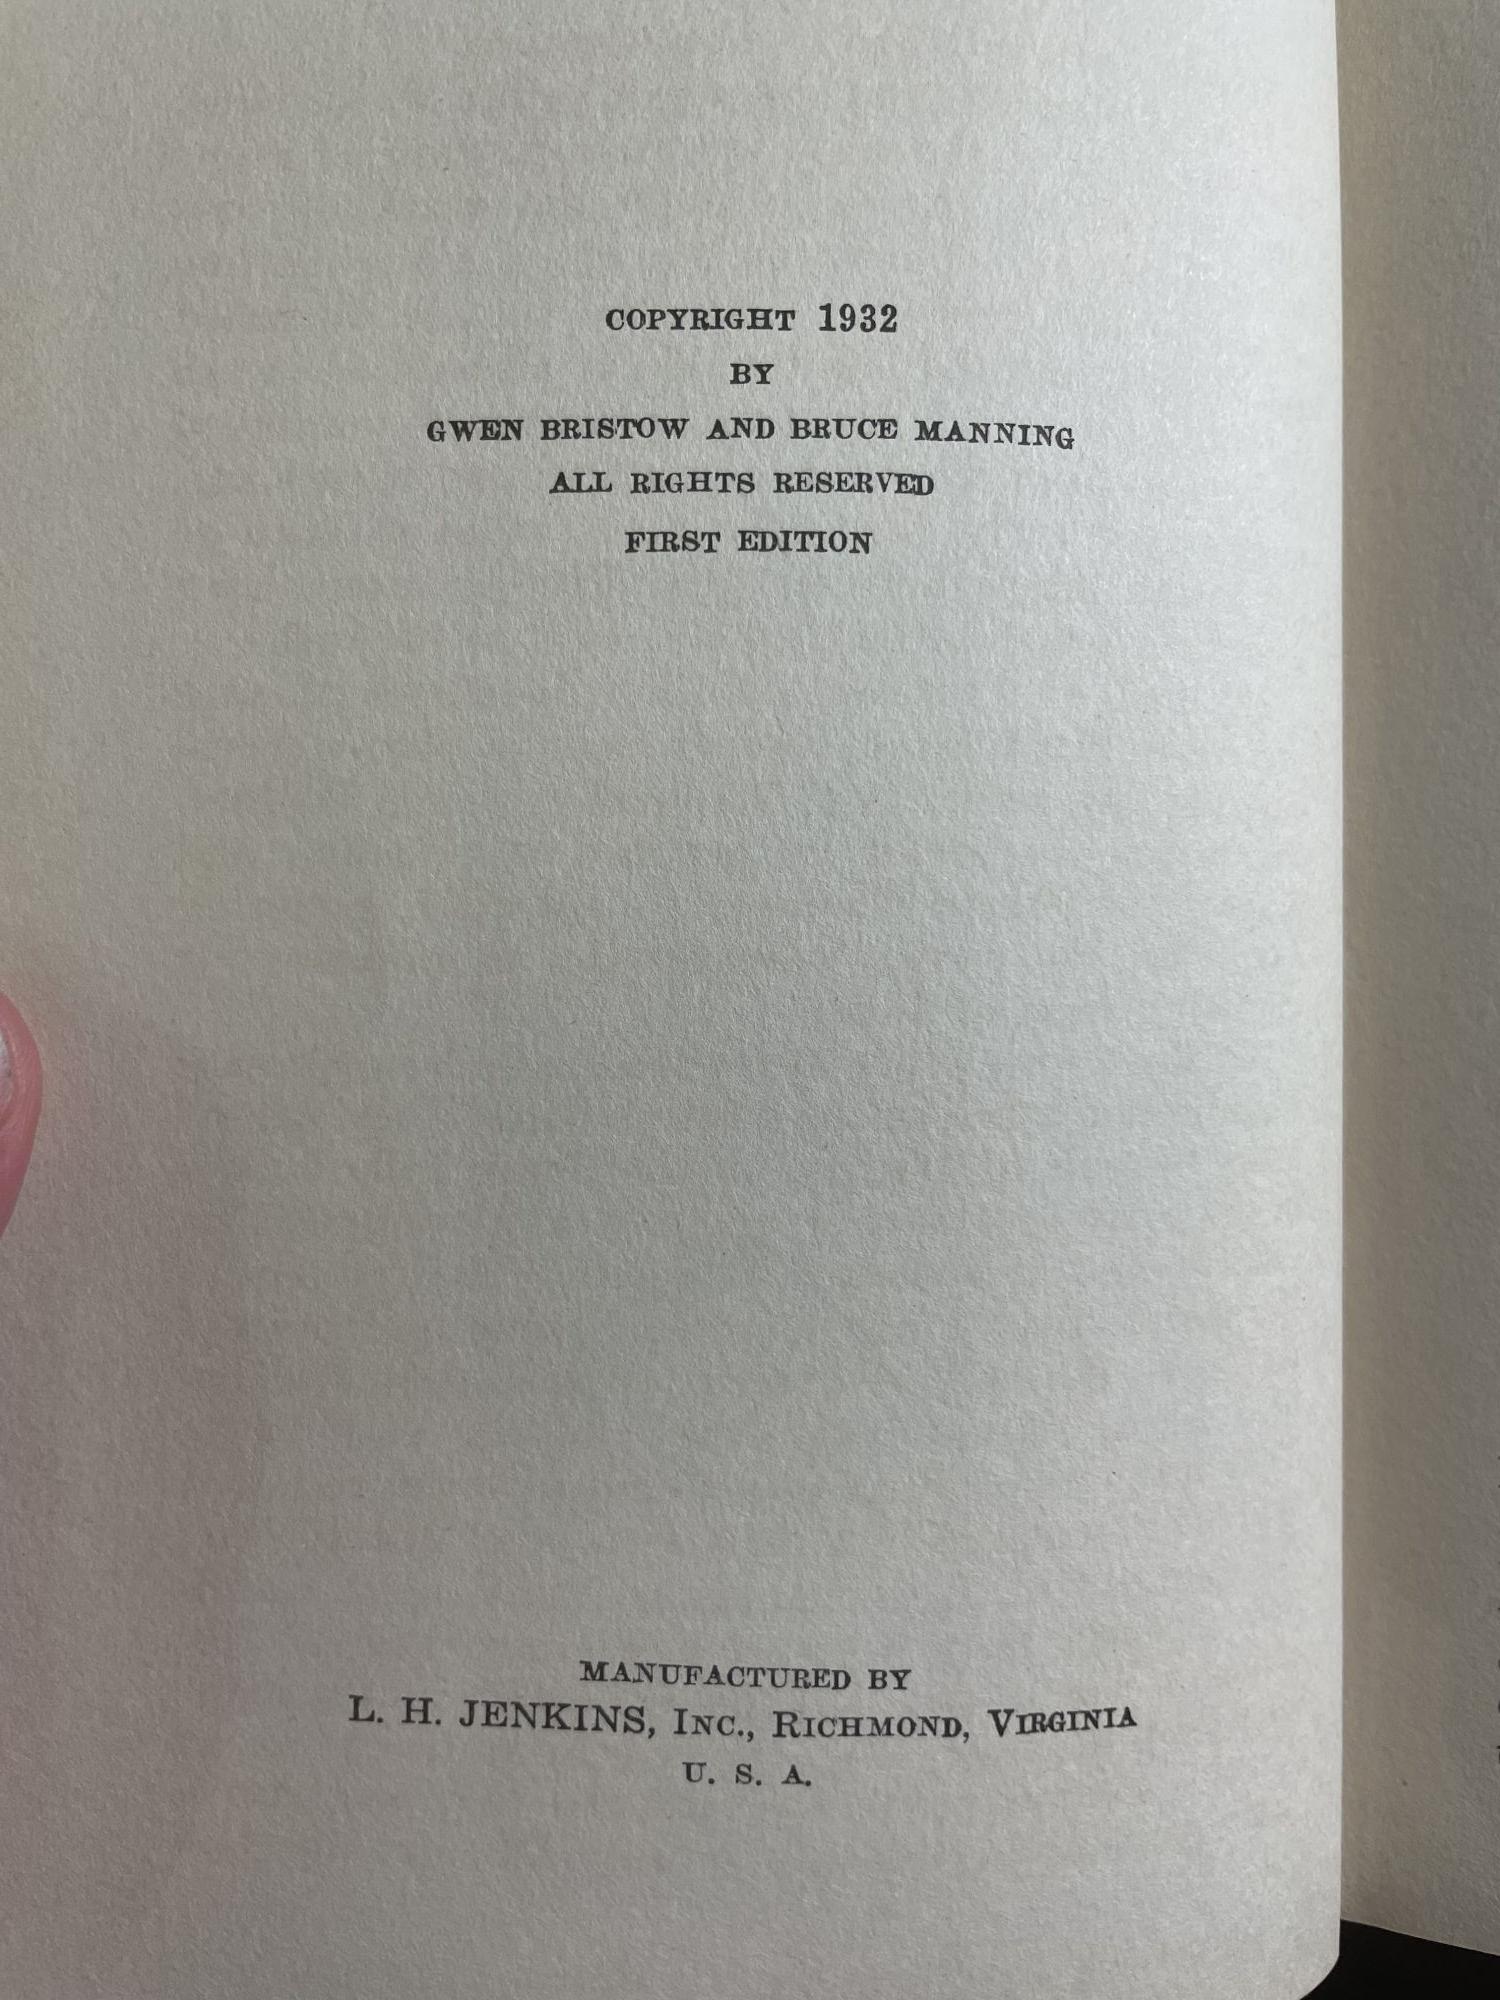 COPYRIGHT 1932
BY
GWEN BRISTOW AND BRUCE MANNING
ALL RIGHTS RESERVED
FIRST EDITION
MANUFACTURED BY
L. H. JENKINS, INC., RICHMOND, VIRGINIA
U. S. A.